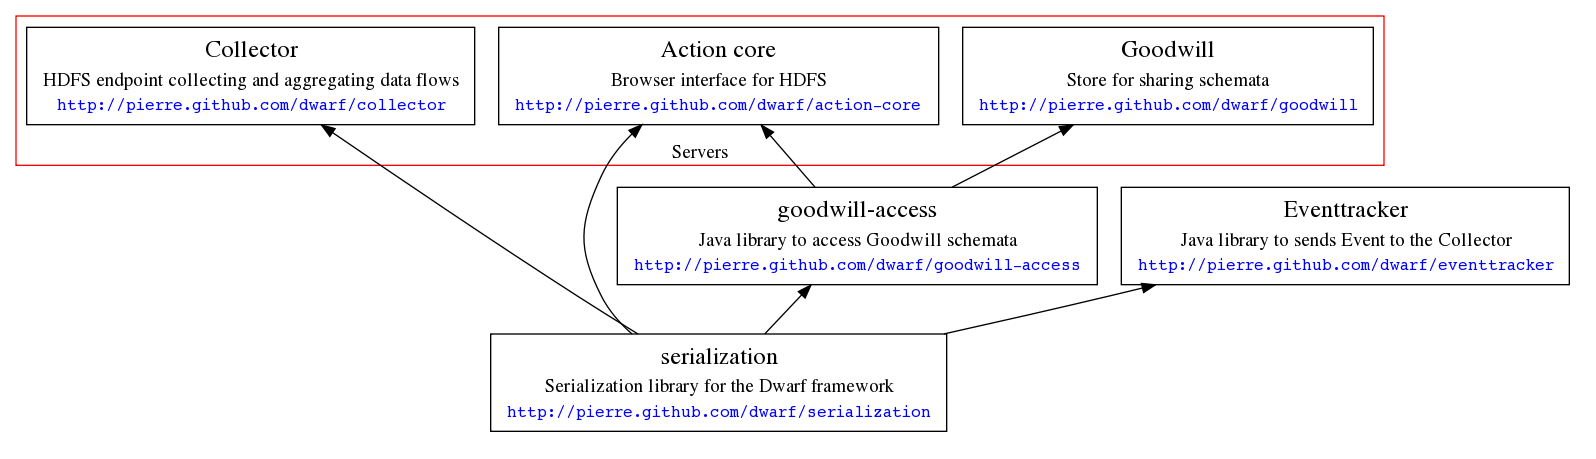 Collector
HDFS endpoint collecting and aggregating data flows
http://pierre.github.com/dwarf/collector
Action core
Browser interface for HDFS
http://pierre.github.com/dwarf/action-core
Goodwill
Store for sharing schemata
http://pierre.github.com/dwarf/goodwill
Servers
goodwill-access
Java library to access Goodwill schemata
http://pierre.github.com/dwarf/goodwill-access
Eventtracker
Java library to sends Event to the Collector
http://pierre.github.com/dwarf/eventtracker
serialization
Serialization library for the Dwarf framework
http://pierre.github.com/dwarf/serialization